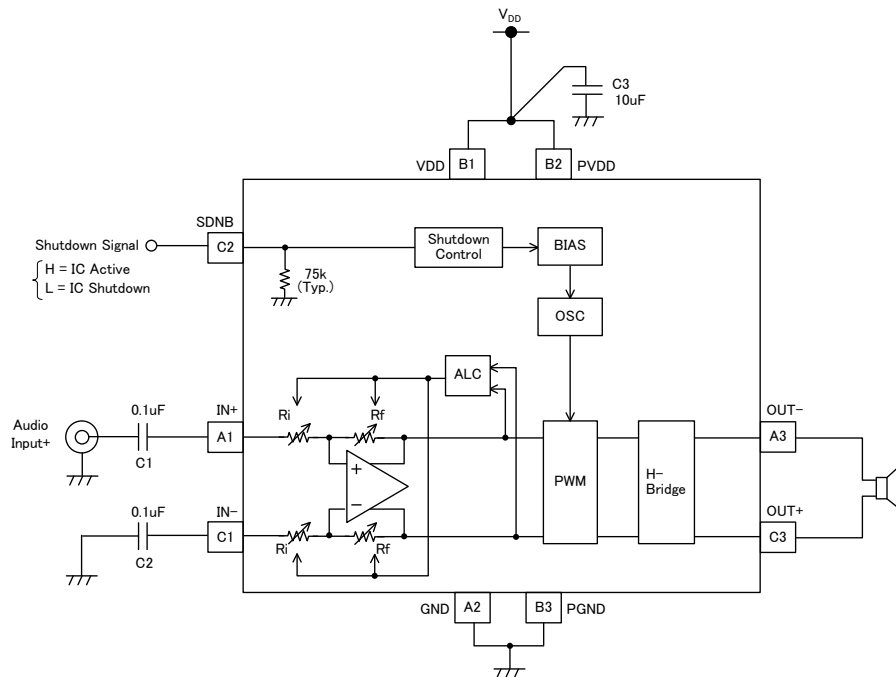 VDD
C3
10uF
VDD
B1
B2
PVDD
SDNB
Shutdown Signal
C2
H = IC Active
L = IC Shutdown
75k
(Typ.)
Shutdown
Control
BIAS
OSC
ALC
Audio
Input+
0.1uF
C1
IN+
A1
Ri
Rf
+
−
PWM
H-
Bridge
OUT-
A3
0.1uF
C2
IN-
C1
Ri
Rf
OUT+
C3
GND
A2
B3
PGND